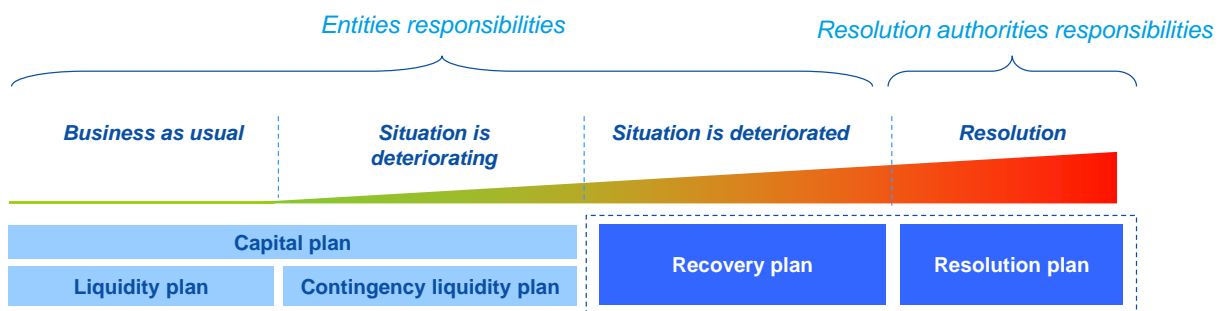 Entities responsibilities
Resolution authorities responsibilities
Business as usual
Situation is
deteriorating
Situation is deteriorated
Resolution
Capital plan
Liquidity plan
Contingency liquidity plan
Recovery plan
Resolution plan